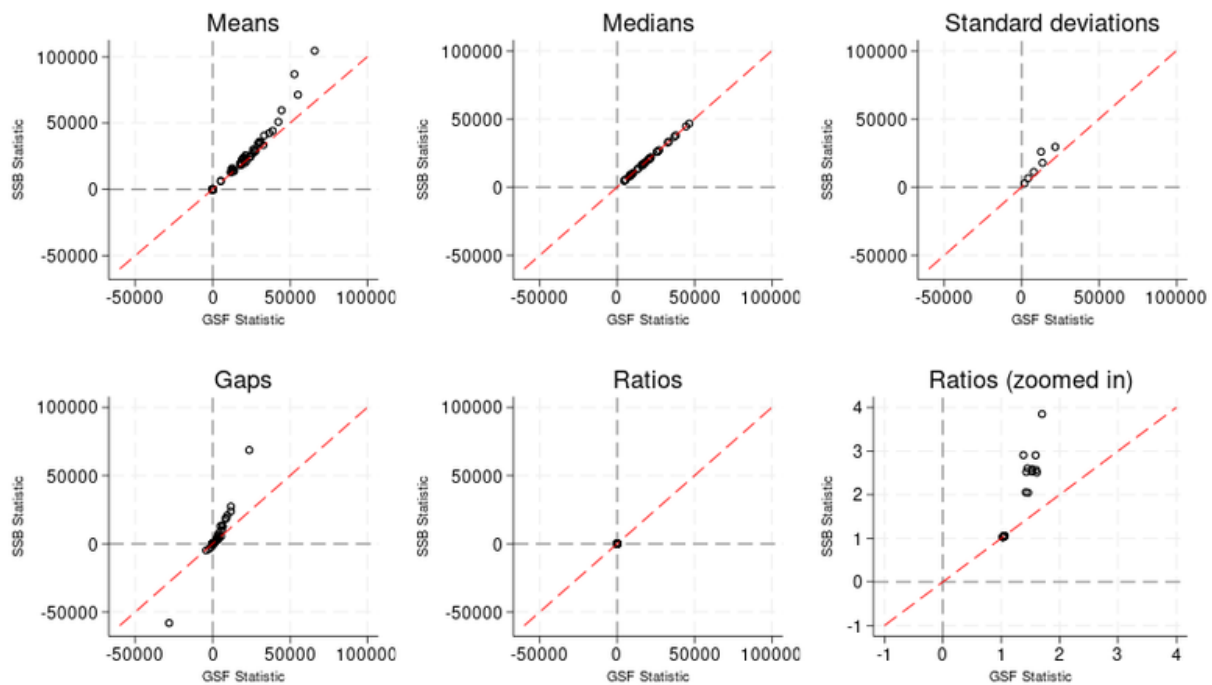 Means
SSB Statistic
100000
50000
0
-50000
-50000 0 50000 100000
GSF Statistic
Medians
SSB Statistic
100000
50000
0
-50000
-50000 0 50000 100000
GSF Statistic
Standard deviations
SSB Statistic
100000
50000
0
-50000
-50000 0 50000 100000
GSF Statistic
Gaps
SSB Statistic
100000
50000
0
-50000
-50000 0 50000 100000
GSF Statistic
Ratios
SSB Statistic
100000
50000
0
-50000
-50000 0 50000 100000
GSF Statistic
Ratios (zoomed in)
SSB Statistic
4
3
2
1
0
-1
-1 0 1 2 3 4
GSF Statistic